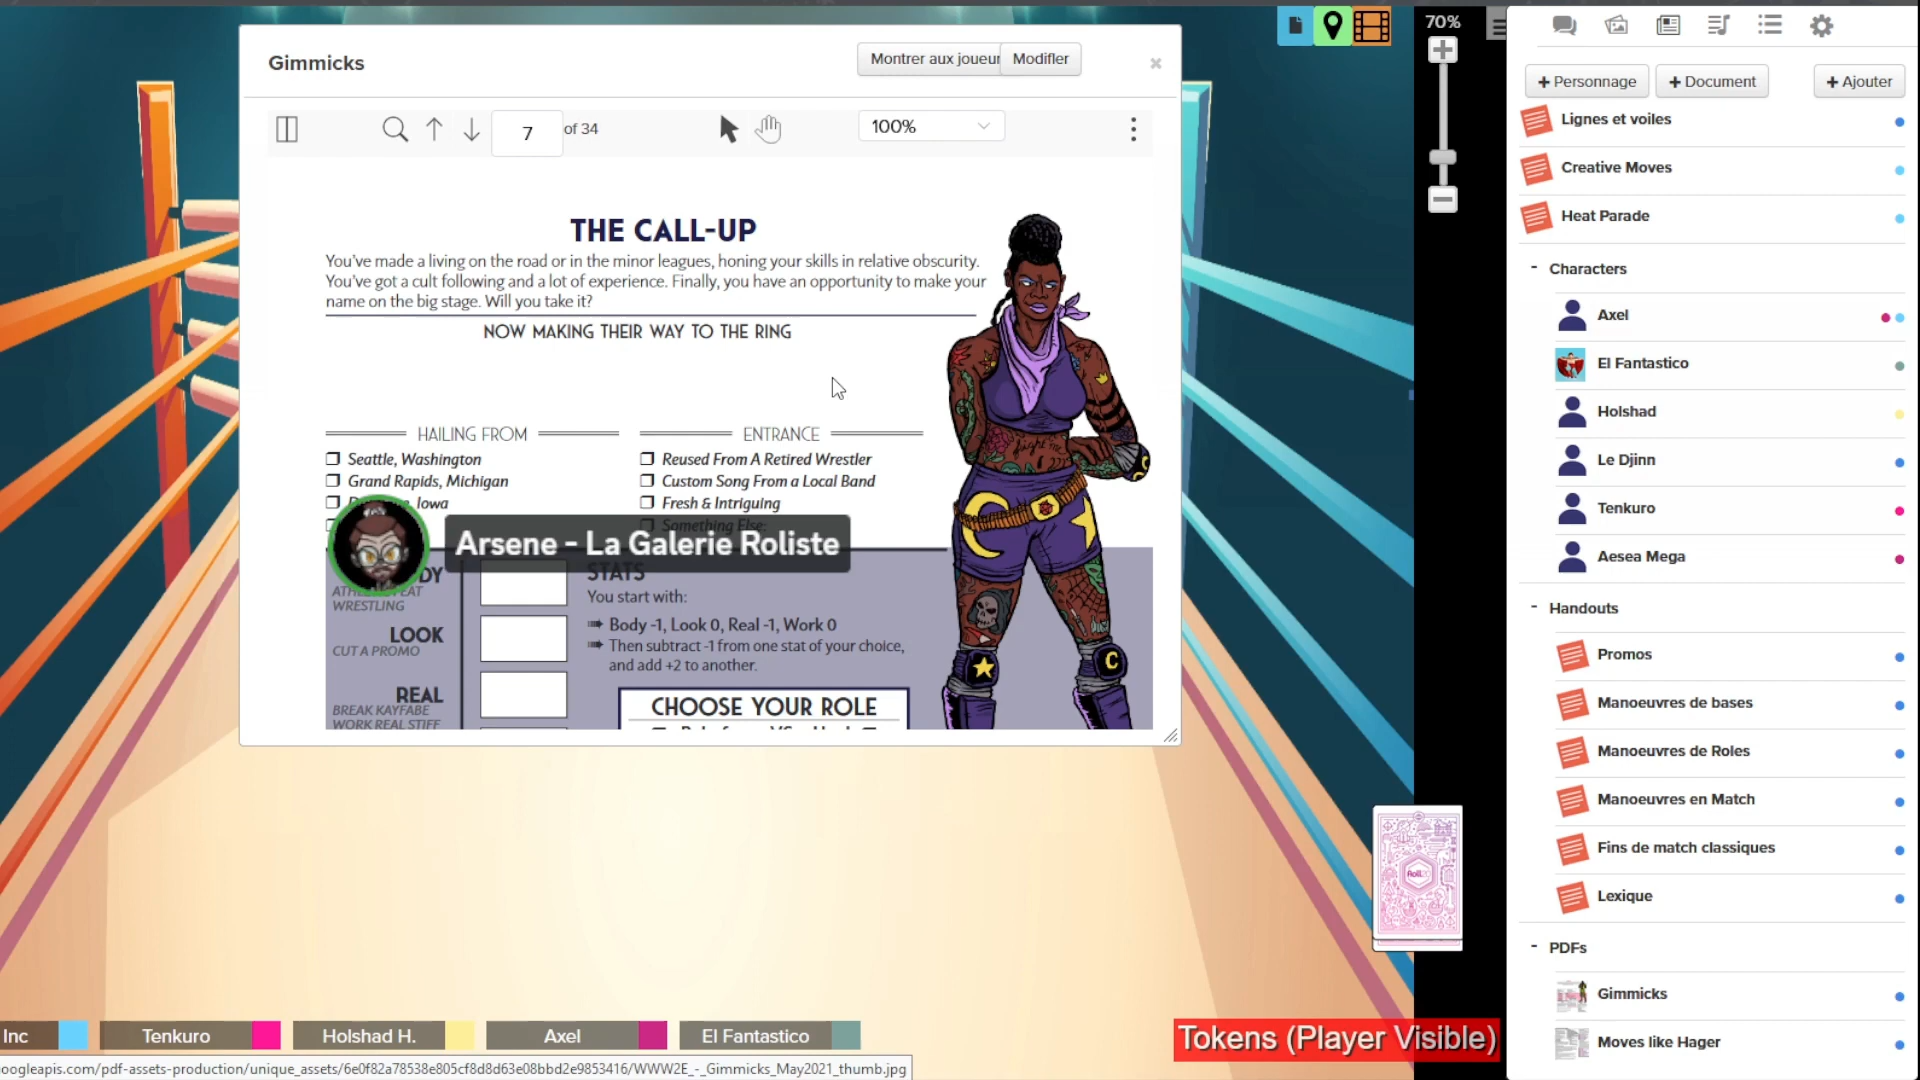 Gimmicks
Montrer aux joueur
Modifier
7
of 34
100%
THE CALL-UP
You've made a living on the road or in the minor leagues, honing your skills in relative obscurity.
You've got a cult following and a lot of experience. Finally, you have an opportunity to make your
name on the big stage. Will you take it?
NOW MAKING THEIR WAY TO THE RING
HAILING FROM
Seattle, Washington
Grand Rapids, Michigan
Iowa
ENTRANCE
Reused From A Retired Wrestler
Custom Song From a Local Band
Fresh & Intriguing
Something Else:
Arsene - La Galerie Roliste
DY
WRESTLING
LOOK
CUT A PROMO
REAL
BREAK KAYFABE
WORK REAL STIFF
STATS
You start with:
Body -1, Look 0, Real -1, Work 0
Then subtract -1 from one stat of your choice,
and add +2 to another.
CHOOSE YOUR ROLE
fight me
C
70%
+ Personnage
+ Document
+ Ajouter
Lignes et voiles
Creative Moves
Heat Parade
- Characters
Axel
El Fantastico
Holshad
Le Djinn
Tenkuro
Aesea Mega
- Handouts
Promos
Manoeuvres de bases
Manoeuvres de Roles
Manoeuvres en Match
Fins de match classiques
Lexique
- PDFs
Gimmicks
Moves like Hager
Roll20
Tokens (Player Visible)
Inc
Tenkuro
Holshad H.
Axel
El Fantastico
oogleapis.com/pdf-assets-production/unique_assets/6e0f82a78538e805cf8d8d63e08bbd2e9853416/WWW2E_-_Gimmicks_May2021_thumb.jpg